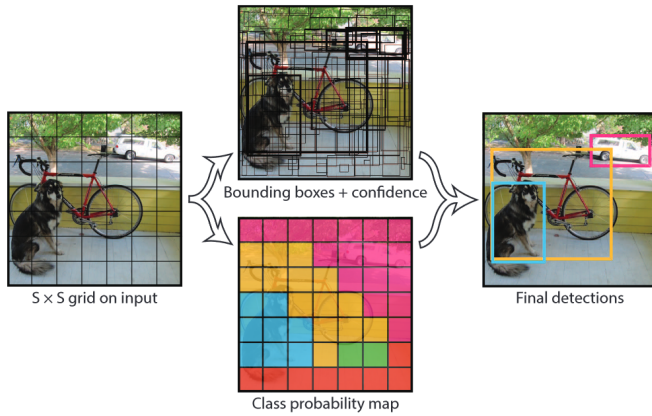 S × S grid on input
Bounding boxes + confidence
Class probability map
Final detections